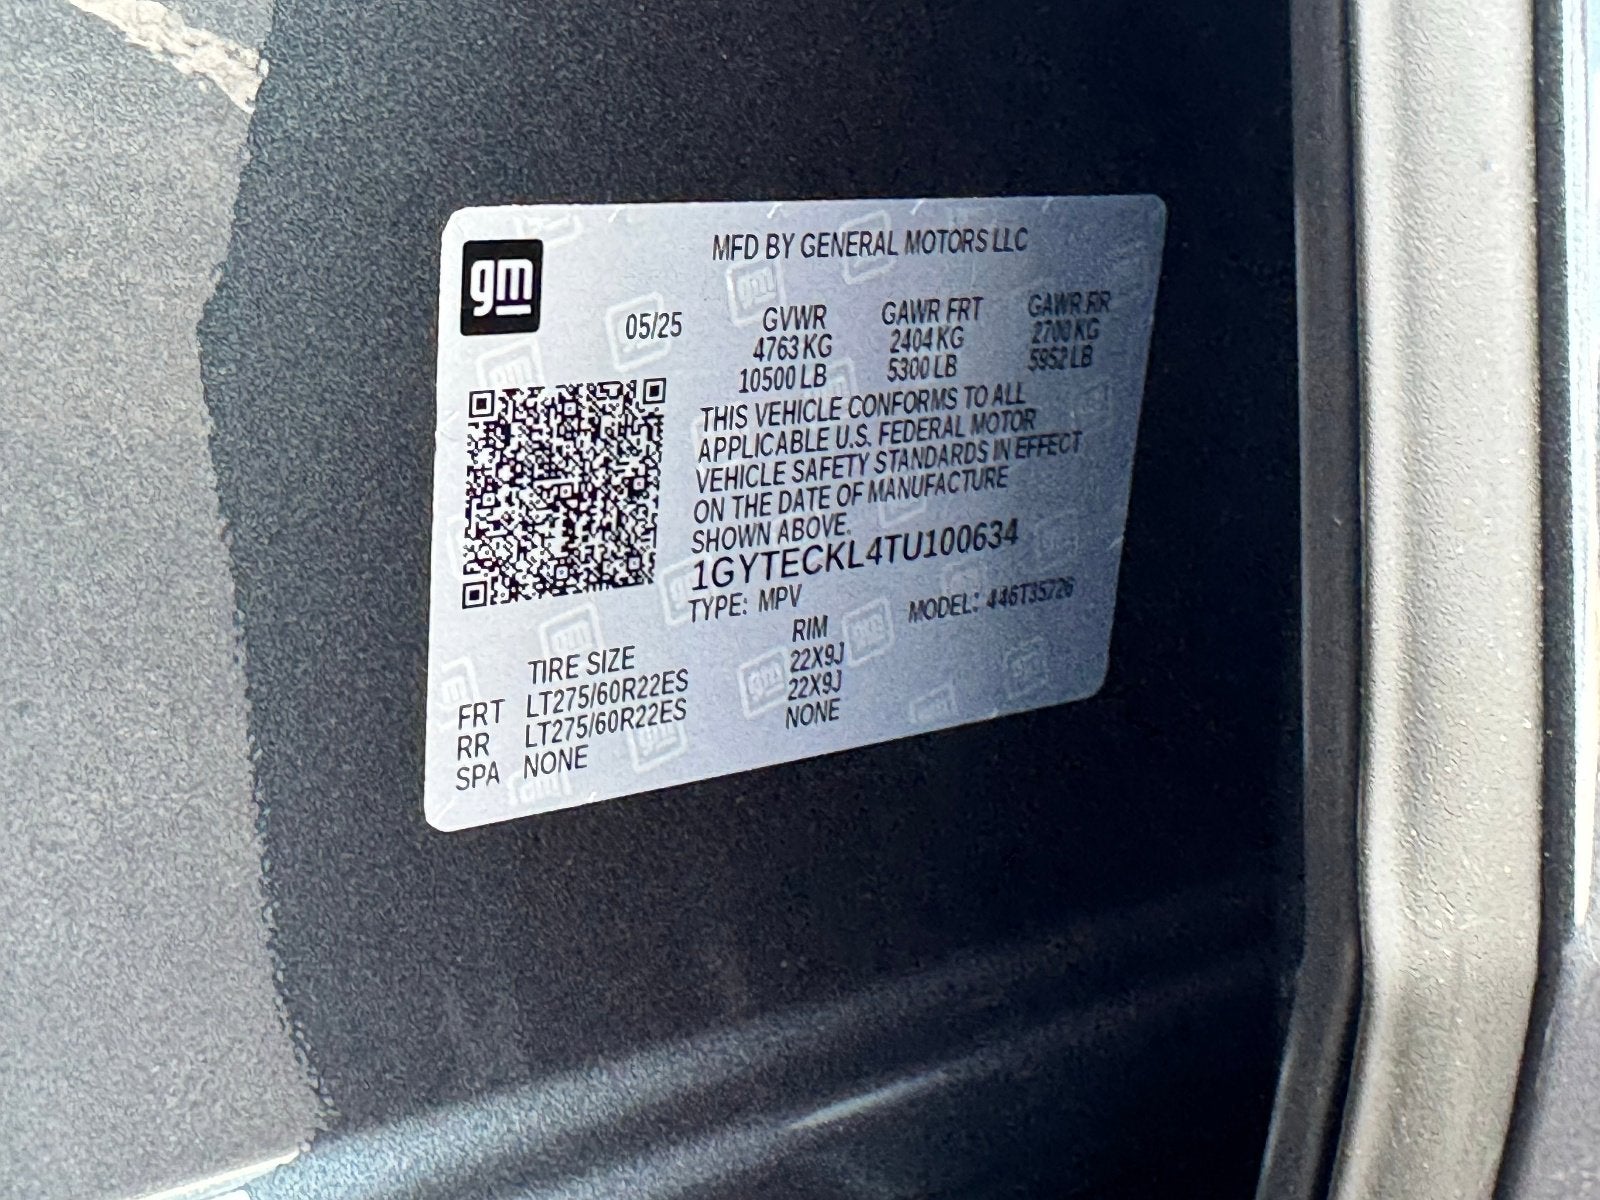 gm
MFD BY GENERAL MOTORS LLC
05/25 GVWR GAWR FRT GAWR RR
4763 KG 2404 KG 2700 KG
10500 LB 5300 LB 5952 LB
THIS VEHICLE CONFORMS TO ALL
APPLICABLE U.S. FEDERAL MOTOR
VEHICLE SAFETY STANDARDS IN EFFECT
ON THE DATE OF MANUFACTURE
SHOWN ABOVE.
1GYTECKL4TU100634
TYPE: MPV MODEL: 446T35726
TIRE SIZE RIM
FRT LT275/60R22ES 22X9J
RR LT275/60R22ES 22X9J
SPA NONE NONE